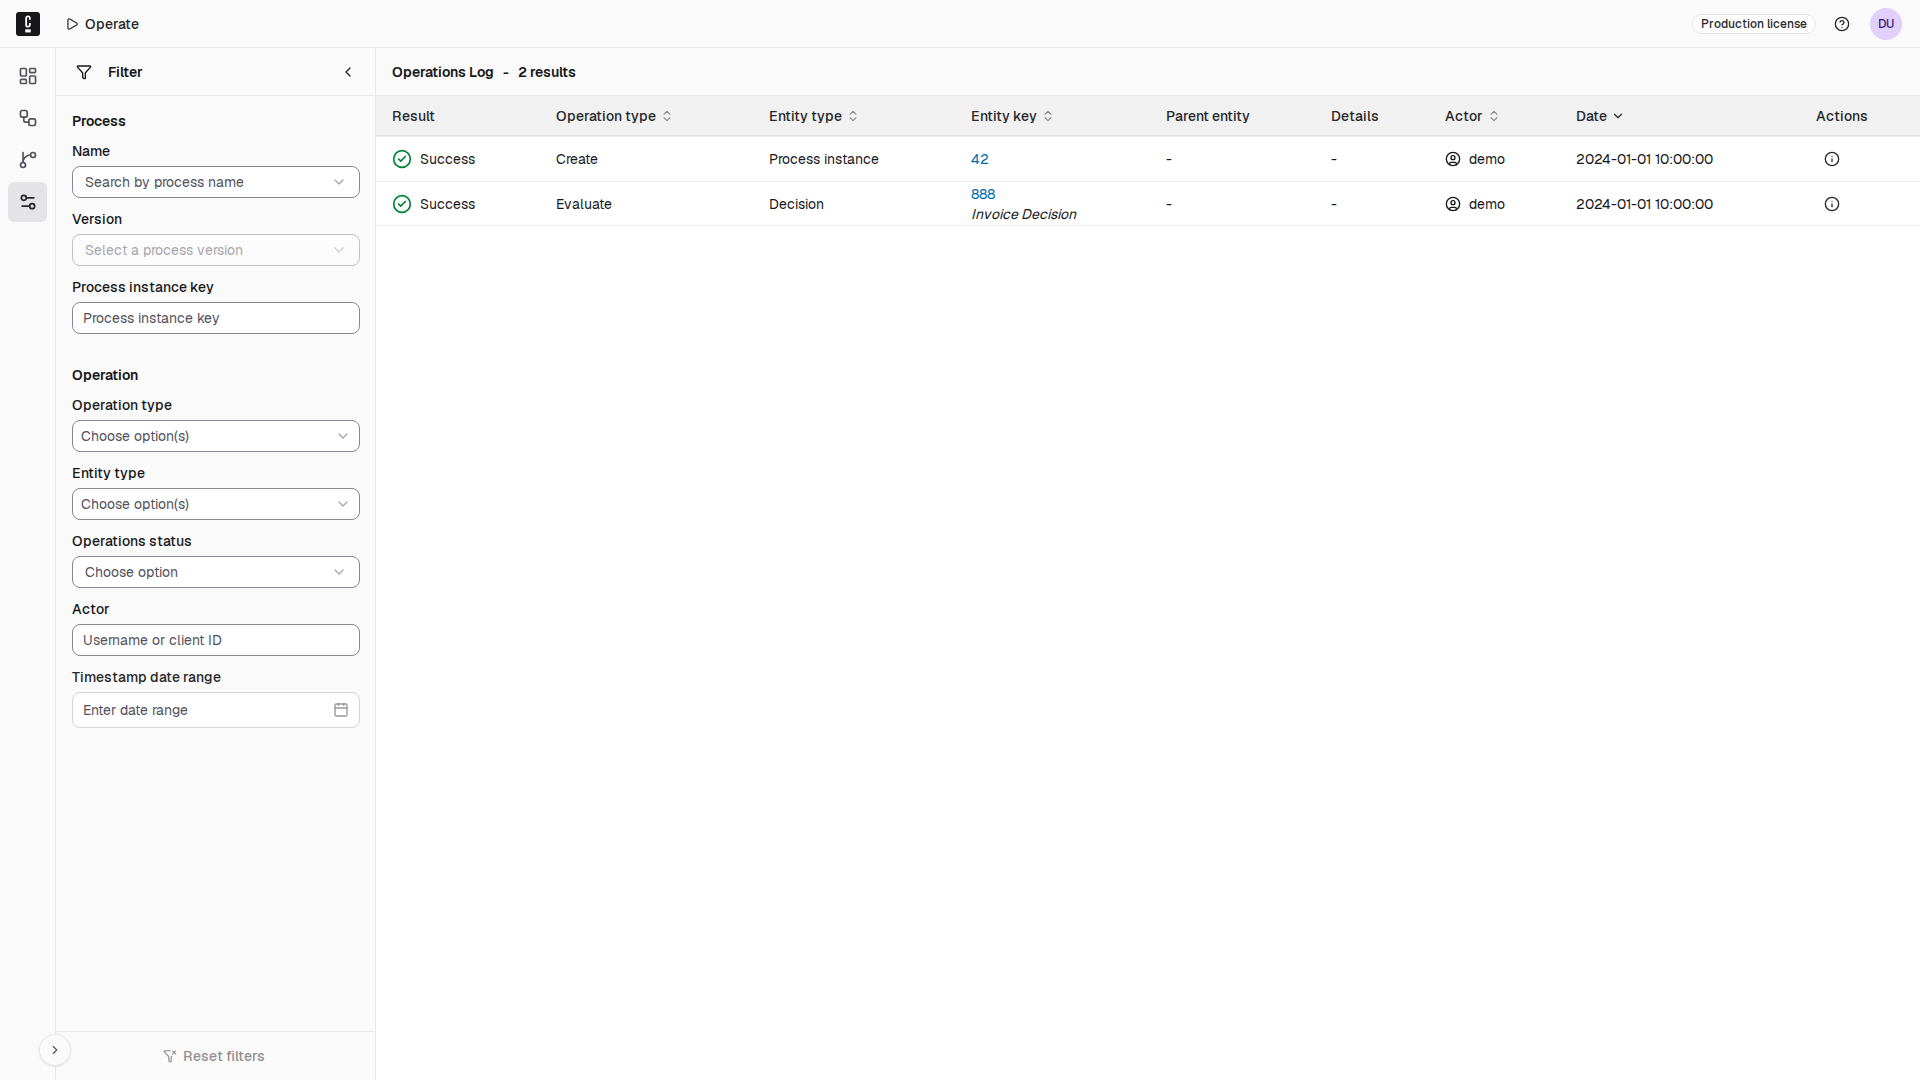 Operate
Production license
DU
Filter
Operations Log - 2 results
Process
Name
Search by process name
Version
Select a process version
Process instance key
Process instance key
Operation
Operation type
Choose option(s)
Entity type
Choose option(s)
Operations status
Choose option
Actor
Username or client ID
Timestamp date range
Enter date range
Reset filters
Result Operation type Entity type Entity key Parent entity Details Actor Date Actions
Success Create Process instance 42 - - demo 2024-01-01 10:00:00
Success Evaluate Decision 888 - - demo 2024-01-01 10:00:00
Invoice Decision